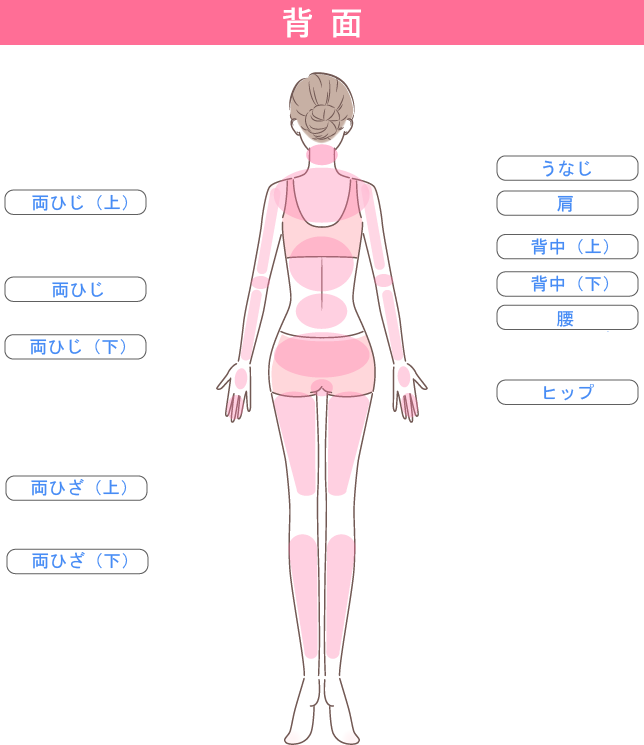 背面
両ひじ（上）
両ひじ
両ひじ（下）
両ひざ（上）
両ひざ（下）
うなじ
肩
背中（上）
背中（下）
腰
ヒップ